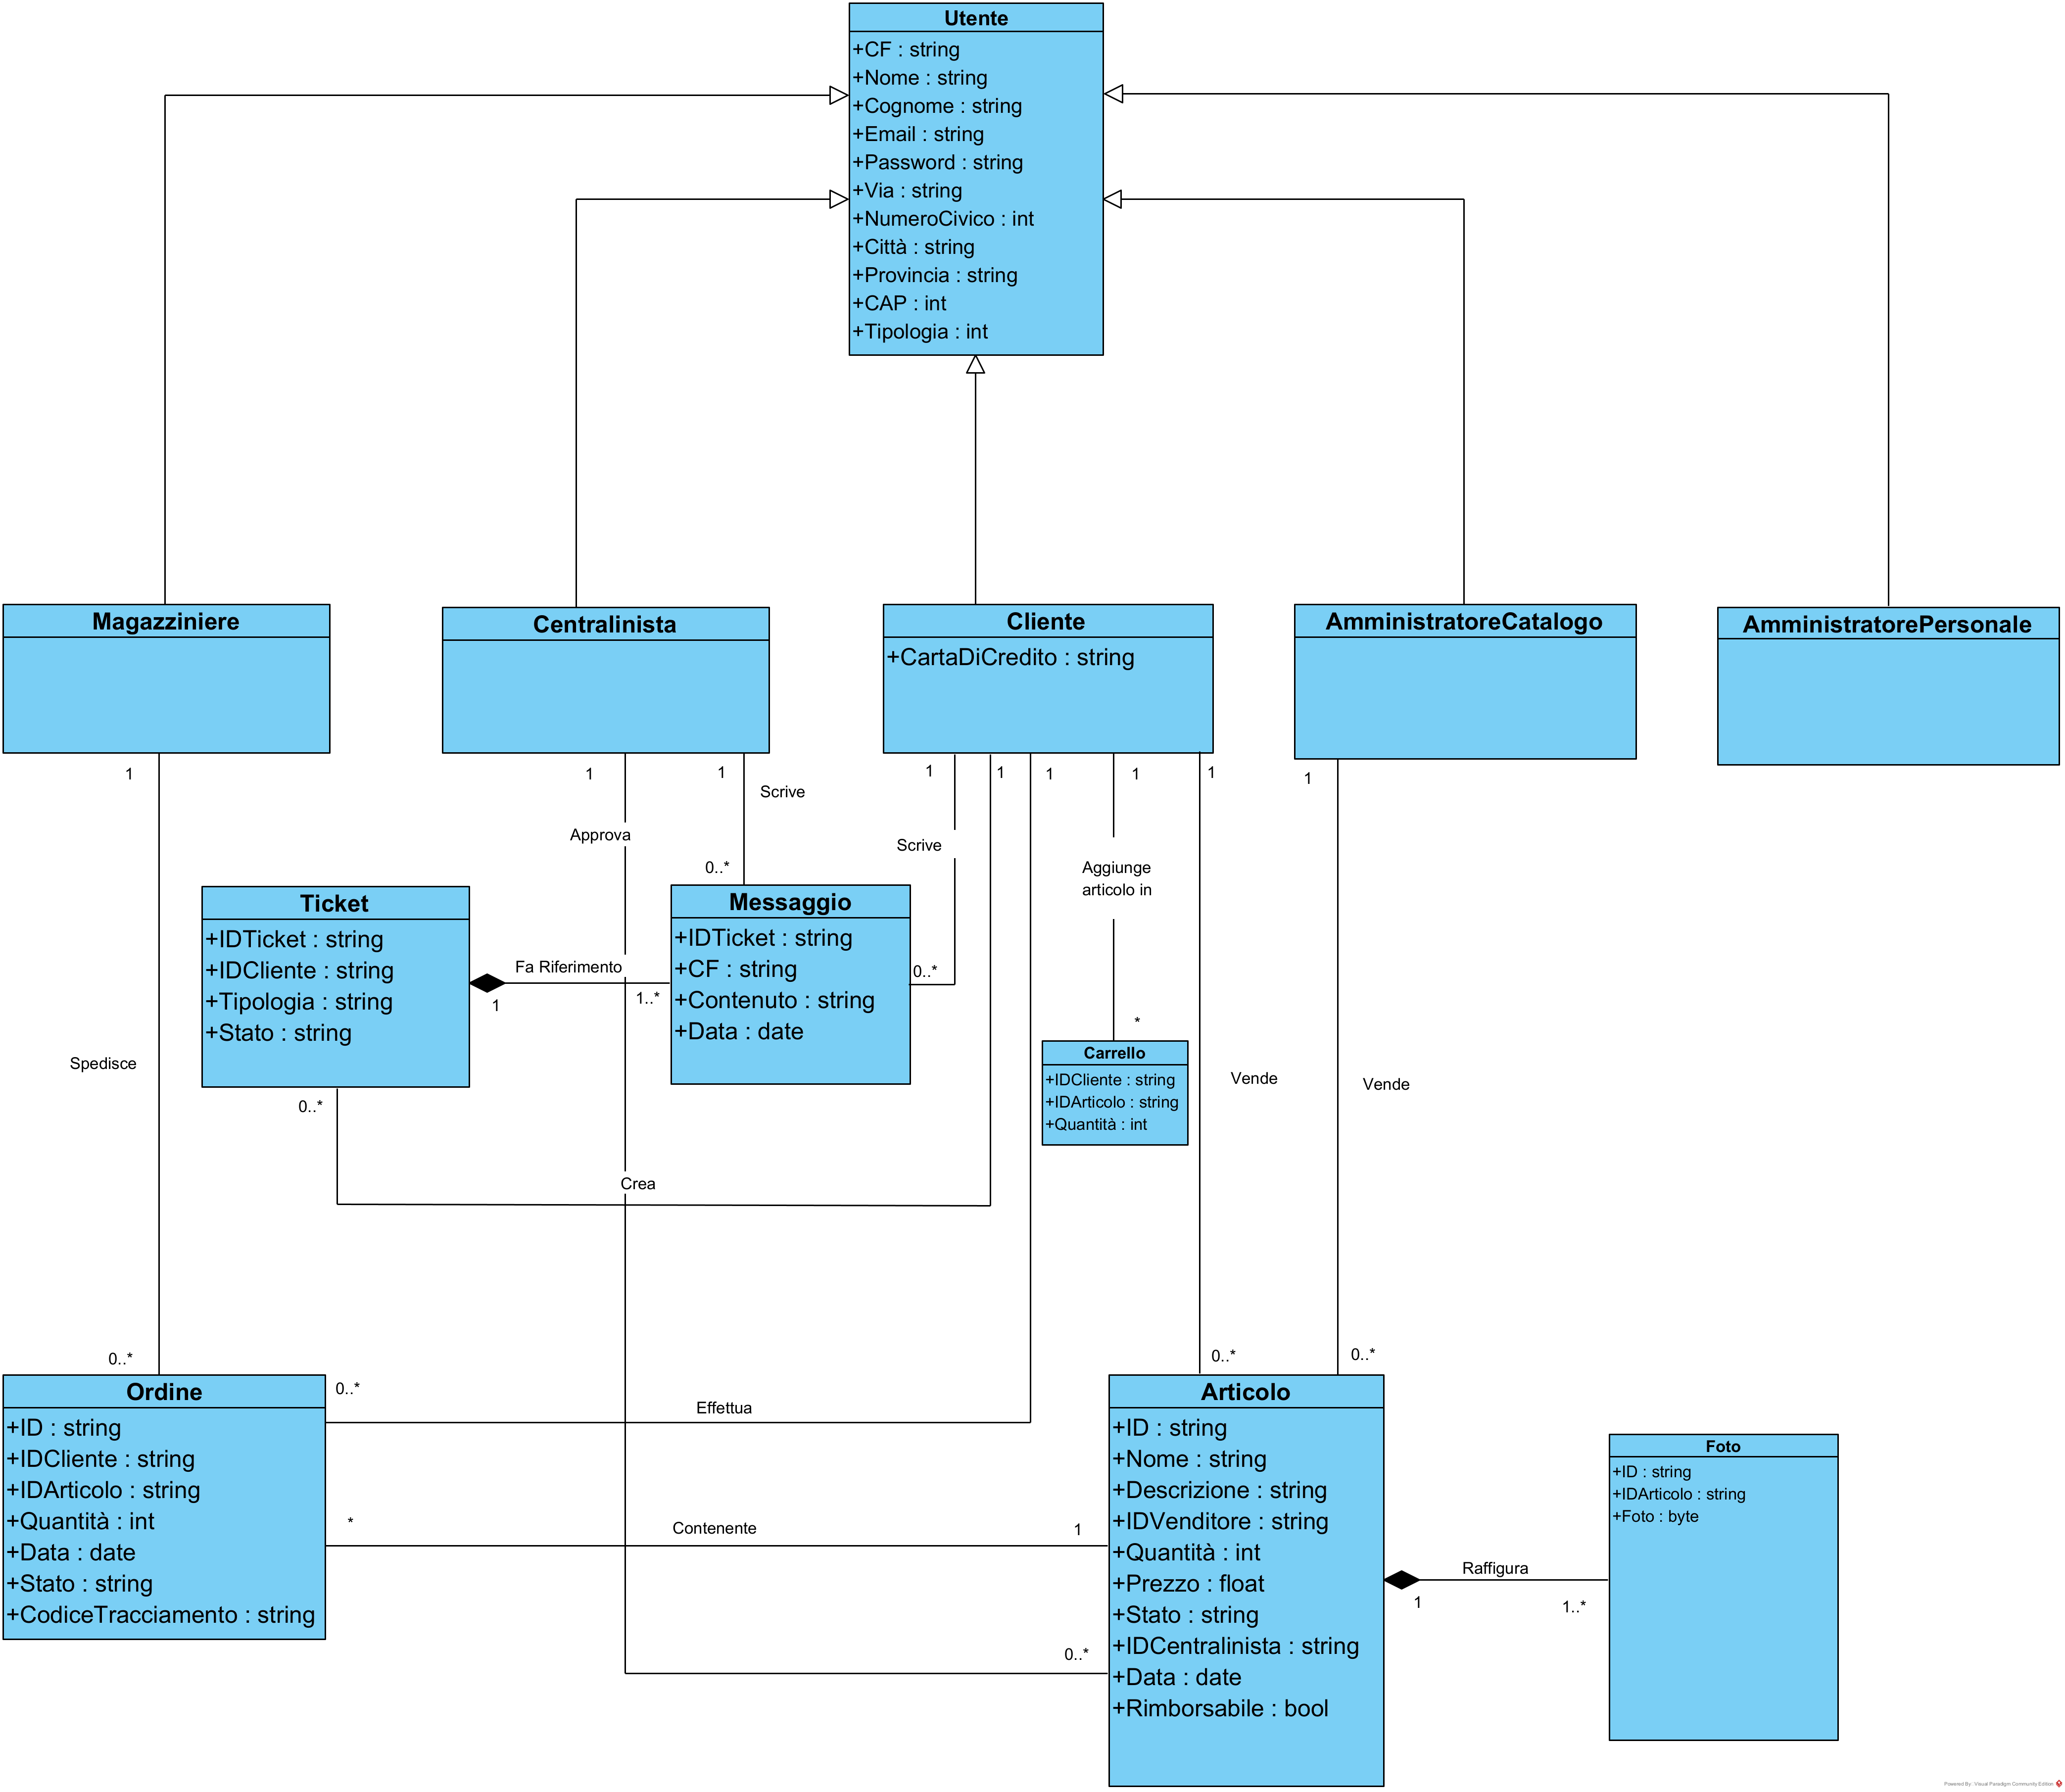 Utente
+CF : string
+Nome : string
+Cognome : string
+Email : string
+Password : string
+Via : string
+NumeroCivico : int
+Città : string
+Provincia : string
+CAP : int
+Tipologia : int
Magazziniere
Centralinista
Cliente
+CartaDiCredito : string
AmministratoreCatalogo
AmministratorePersonale
1
1
1
1
1
1
1
1
1
Scrive
Approva
Scrive
Aggiunge
articolo in
0..*
Ticket
+IDTicket : string
+IDCliente : string
+Tipologia : string
+Stato : string
Fa Riferimento
1
1..*
Messaggio
+IDTicket : string
+CF : string
+Contenuto : string
+Data : date
0..*
*
Carrello
+IDCliente : string
+IDArticolo : string
+Quantità : int
Spedisce
Vende
Vende
0..*
Crea
0..*
0..*
0..*
Ordine
+ID : string
+IDCliente : string
+IDArticolo : string
+Quantità : int
+Data : date
+Stato : string
+CodiceTracciamento : string
0..*
Effettua
*
Contenente
1
0..*
Articolo
+ID : string
+Nome : string
+Descrizione : string
+IDVenditore : string
+Quantità : int
+Prezzo : float
+Stato : string
+IDCentralinista : string
+Data : date
+Rimborsabile : bool
Raffigura
1
1..*
Foto
+ID : string
+IDArticolo : string
+Foto : byte
Powered By : Visual Paradigm Community Edition